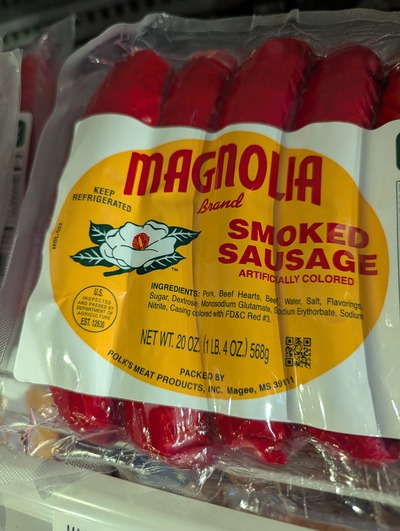 MAGNOLIA
Brand
KEEP
REFRIGERATED
SMOKED
SAUSAGE
ARTIFICIALLY COLORED
TM
INGREDIENTS: Pork, Beef Hearts, Beef, Water, Salt, Flavorings,
Sugar, Dextrose, Monosodium Glutamate, Sodium Erythorbate, Sodium
Nitrite, Casing colored with FD&C Red #3.
U.S.
INSPECTED
AND PASSED BY
DEPARTMENT OF
AGRICULTURE
EST. 12630
NET WT. 20 OZ. (1 LB. 4 OZ.) 568g
PACKED BY
POLK'S MEAT PRODUCTS, INC. Magee, MS 39111